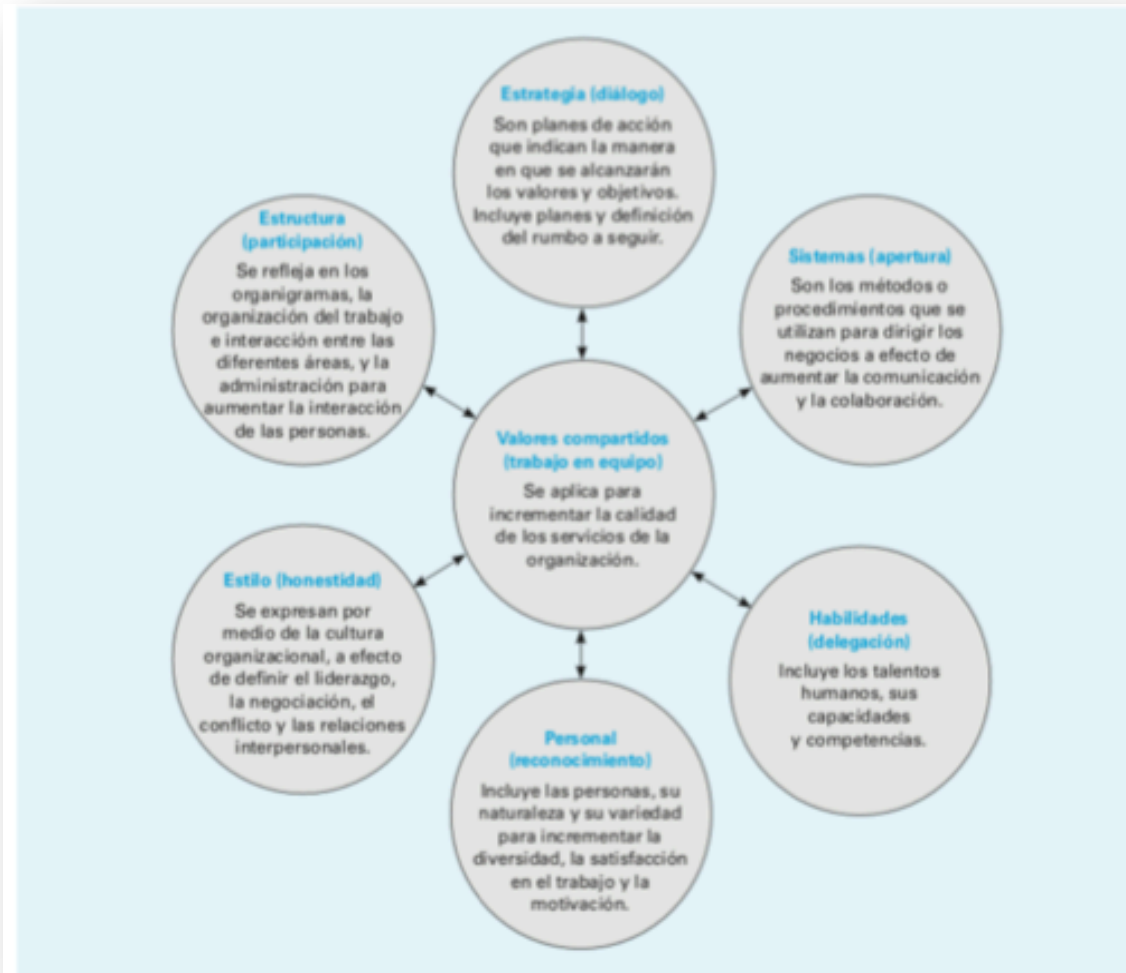 Estrategia (diálogo)
Son planes de acción
que indican la manera
en que se alcanzarán
los valores y objetivos.
Incluye planes y definición
del rumbo a seguir.
Estructura
(participación)
Se refleja en los
organigramas, la
organización del trabajo
e interacción entre las
diferentes áreas, y la
administración para
aumentar la interacción
de las personas.
Sistemas (apertura)
Son los métodos o
procedimientos que se
utilizan para dirigir los
negocios a efecto de
aumentar la comunicación
y la colaboración.
Valores compartidos
(trabajo en equipo)
Se aplica para
incrementar la calidad
de los servicios de la
organización.
Estilo (honestidad)
Se expresan por
medio de la cultura
organizacional, a efecto
de definir el liderazgo,
la negociación, el
conflicto y las relaciones
interpersonales.
Habilidades
(delegación)
Incluye los talentos
humanos, sus
capacidades
y competencias.
Personal
(reconocimiento)
Incluye las personas, su
naturaleza y su variedad
para incrementar la
diversidad, la satisfacción
en el trabajo y la
motivación.